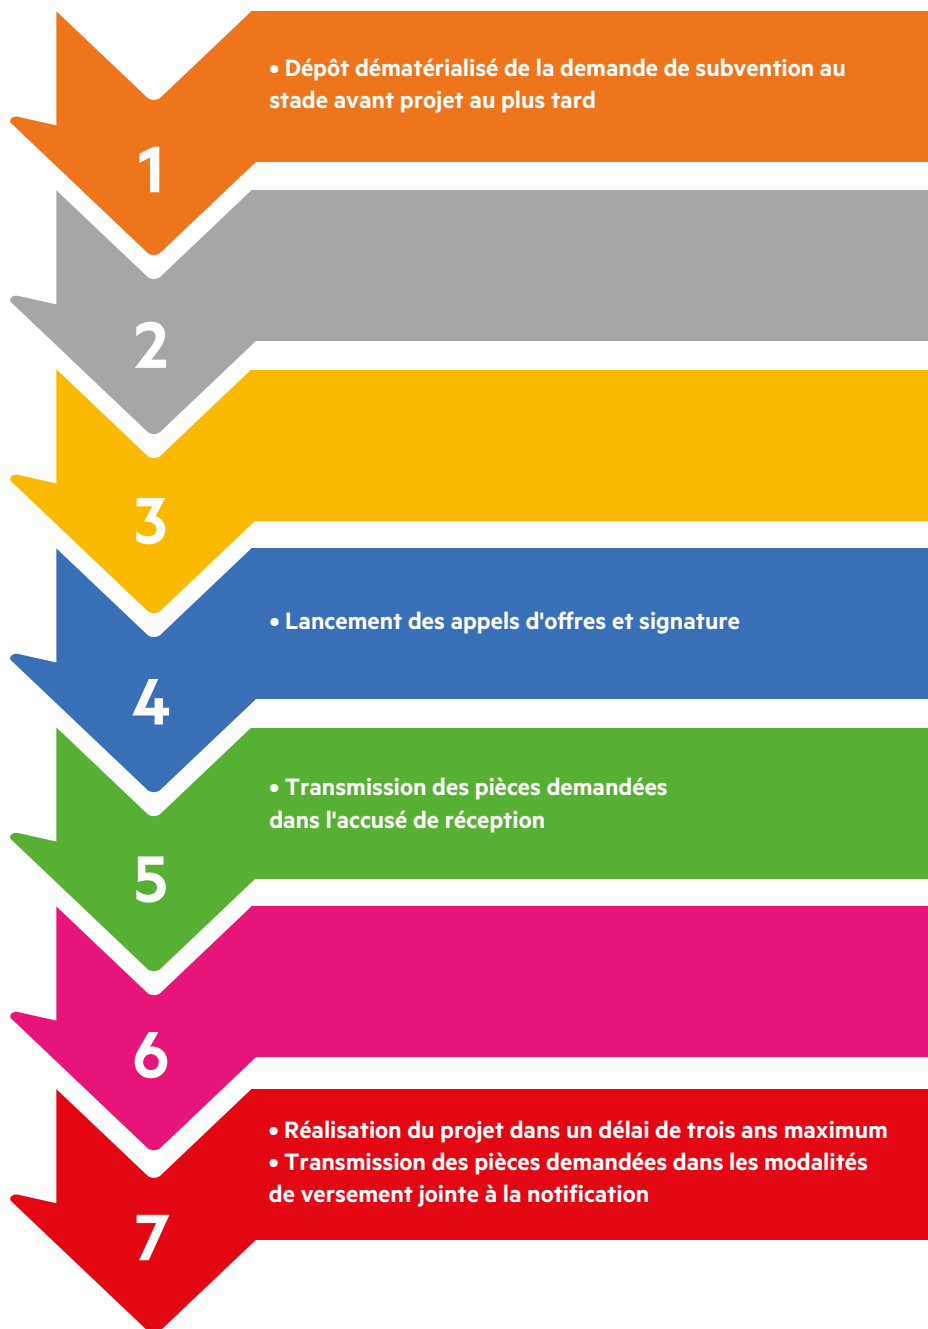 • Dépôt dématérialisé de la demande de subvention au
stade avant projet au plus tard
1
2
3
• Lancement des appels d'offres et signature
4
• Transmission des pièces demandées
dans l'accusé de réception
5
6
• Réalisation du projet dans un délai de trois ans maximum
• Transmission des pièces demandées dans les modalités
de versement jointe à la notification
7